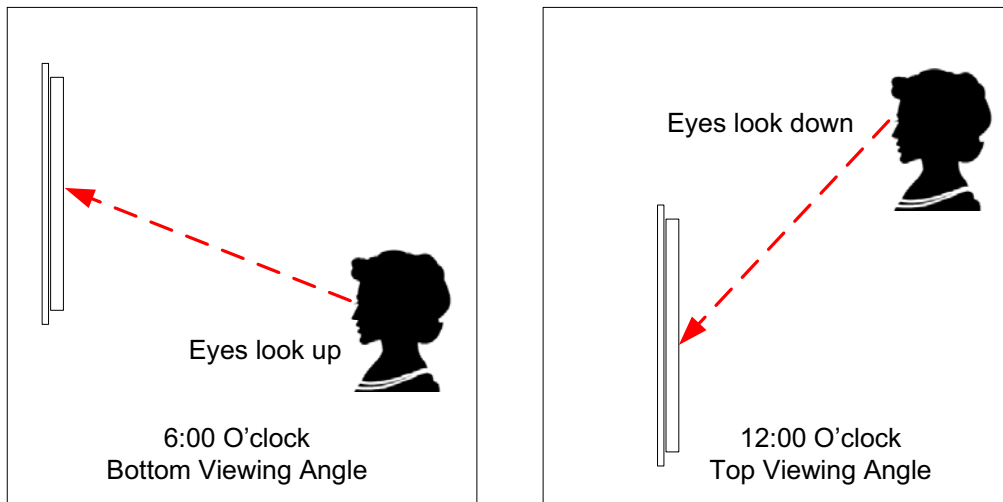 Eyes look up
6:00 O’clock
Bottom Viewing Angle
Eyes look down
12:00 O’clock
Top Viewing Angle